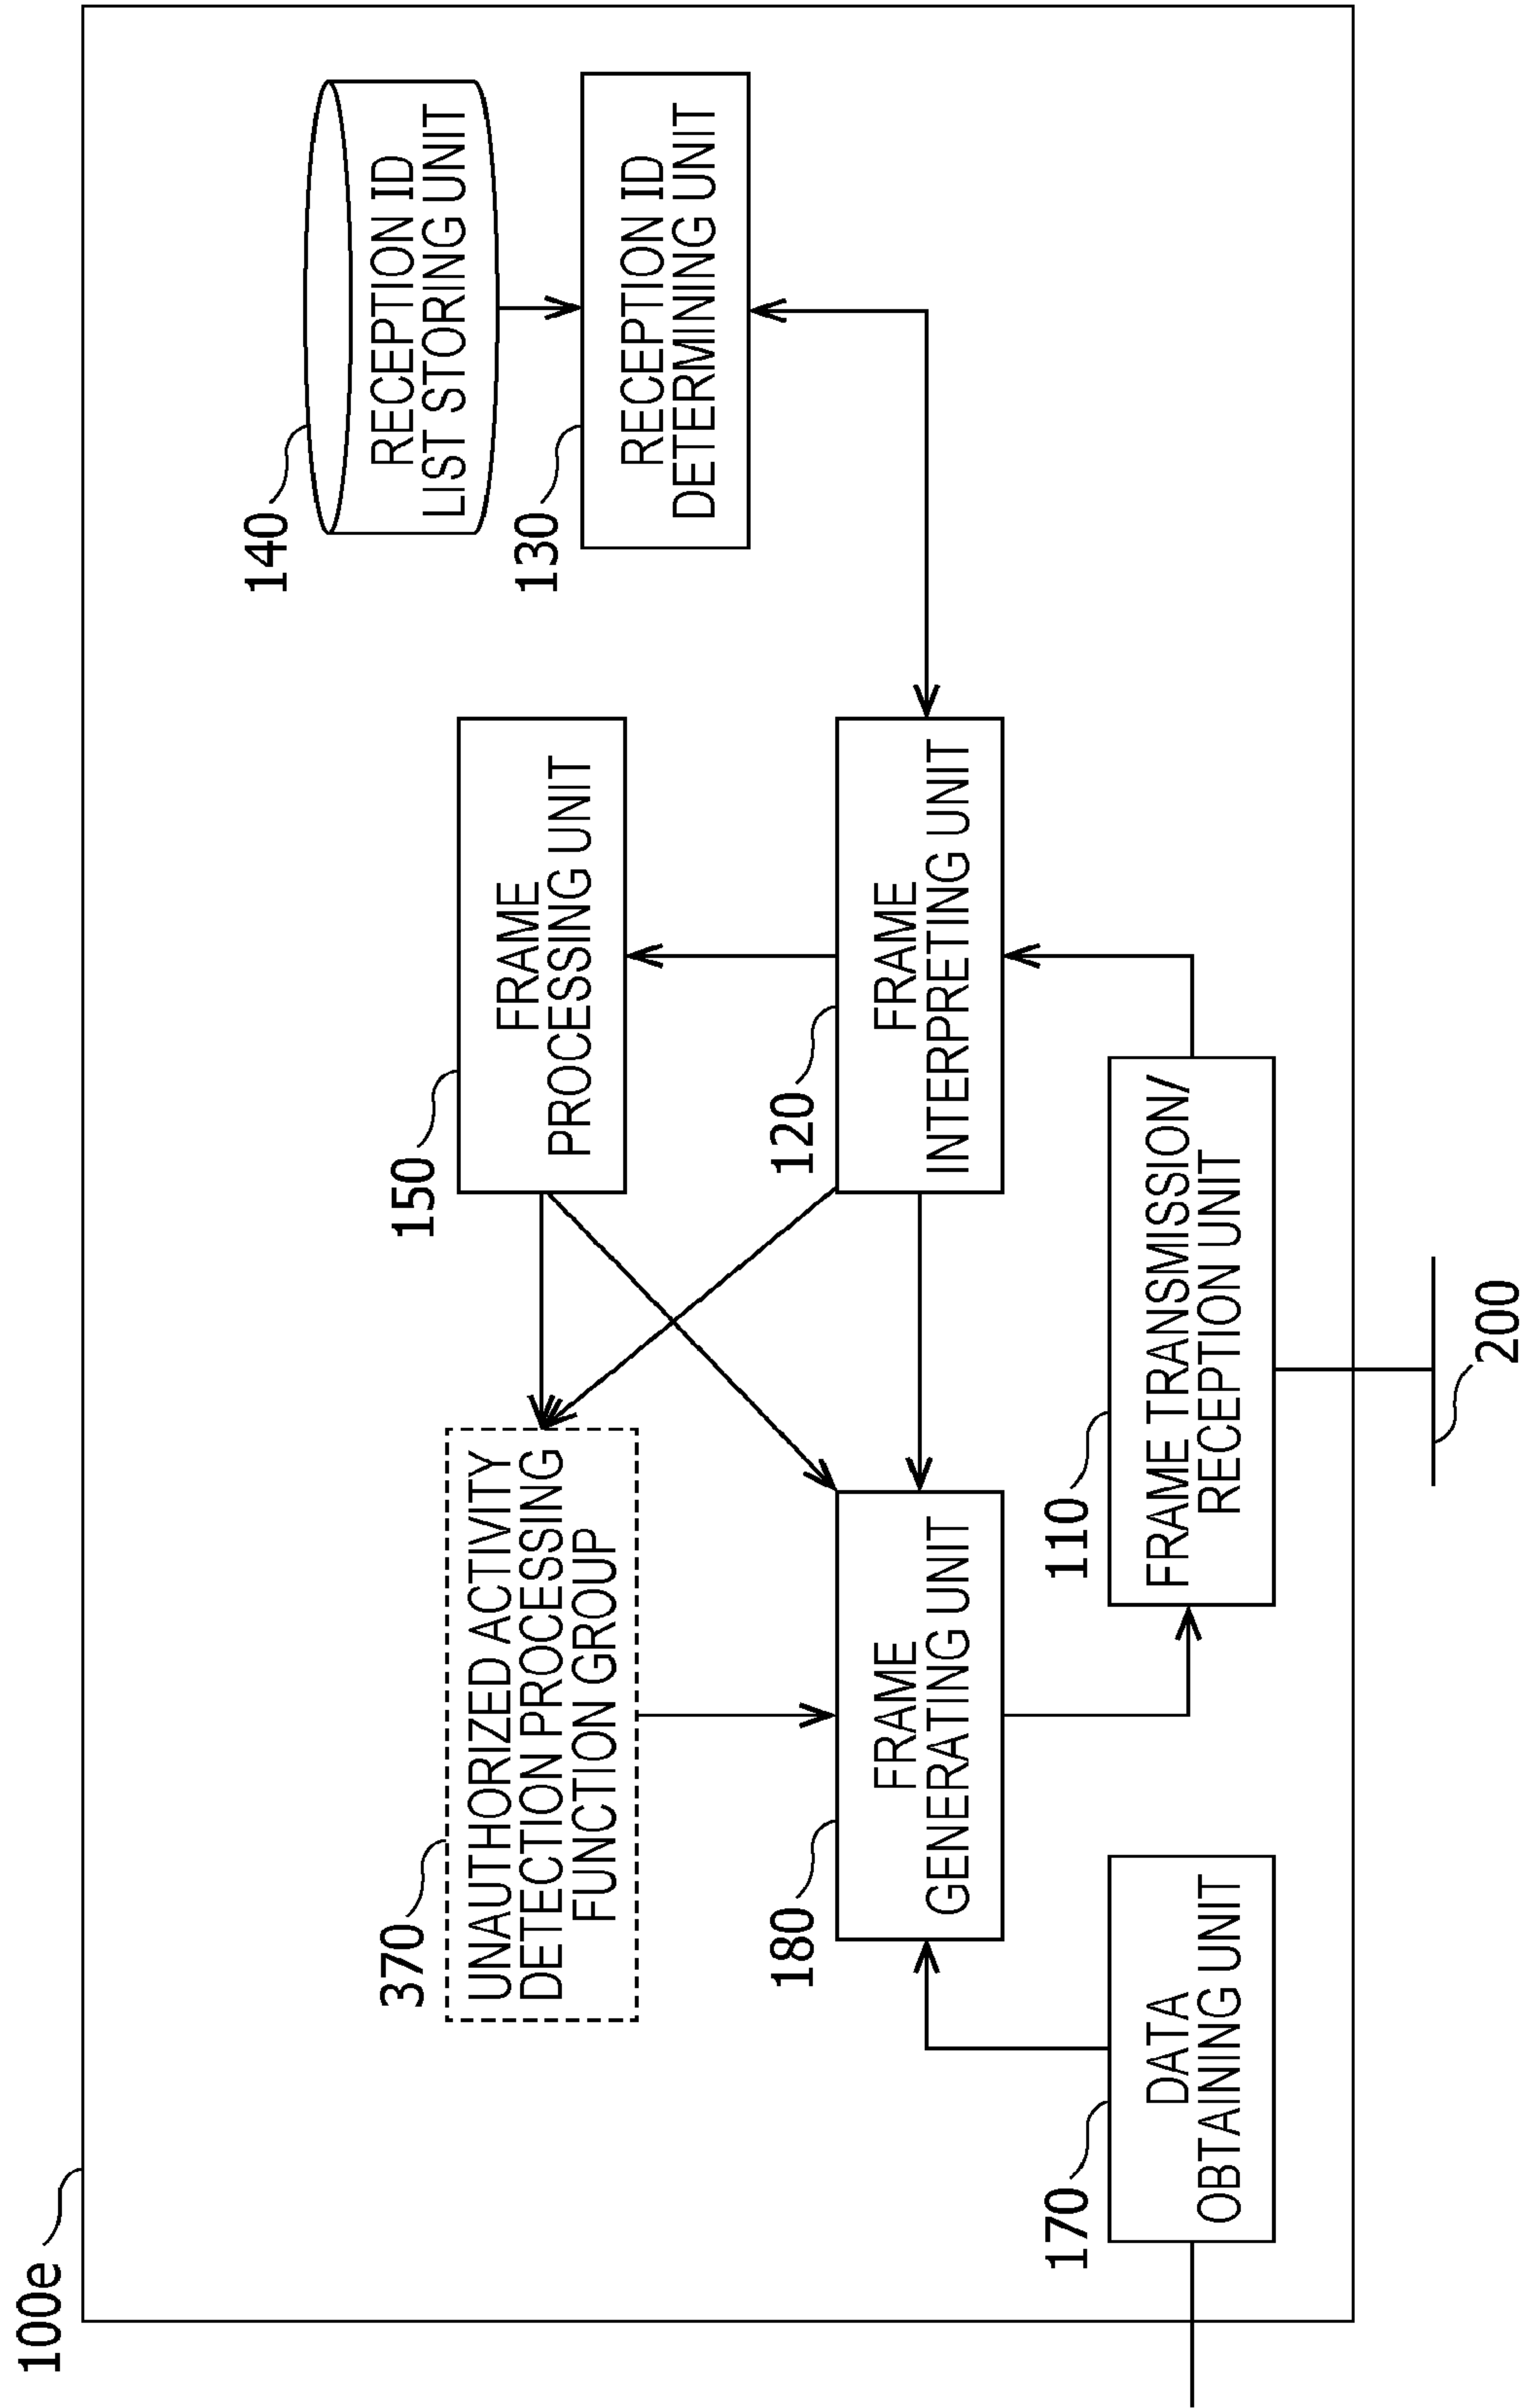 100e
370
UNAUTHORIZED ACTIVITY
DETECTION PROCESSING
FUNCTION GROUP
150
FRAME
PROCESSING UNIT
140
RECEPTION ID
LIST STORING UNIT
130
RECEPTION ID
DETERMINING UNIT
180
FRAME
GENERATING UNIT
120
FRAME
INTERPRETING UNIT
170
DATA
OBTAINING UNIT
110
FRAME TRANSMISSION/
RECEPTION UNIT
200